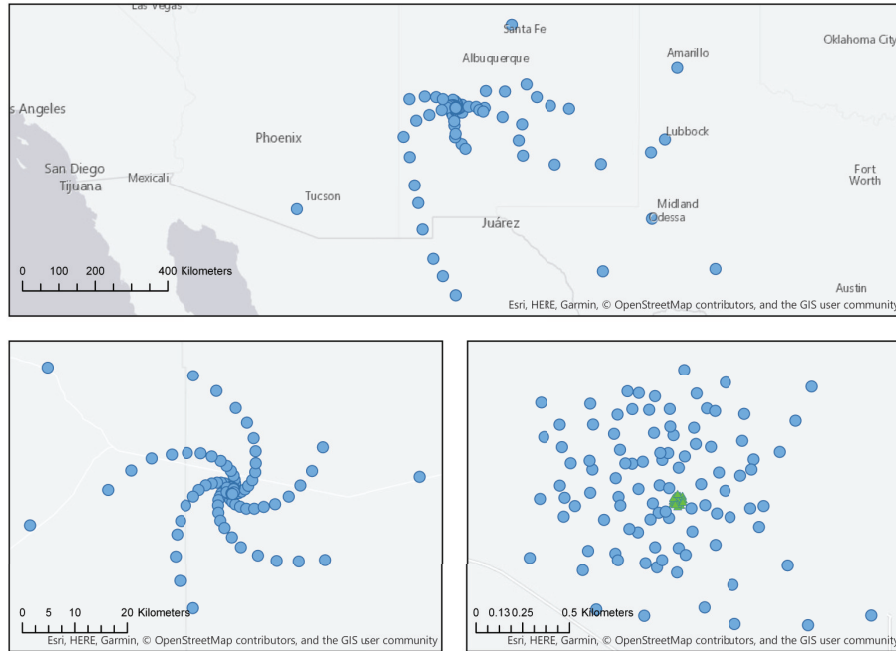 Las Vegas
Santa Fe
Albuquerque
Amarillo
Oklahoma City
s Angeles
Phoenix
Lubbock
San Diego
Tijuana
Mexicali
Fort
Worth
Tucson
Midland
Odessa
Juárez
0 100 200 400 Kilometers
Austin
Esri, HERE, Garmin, © OpenStreetMap contributors, and the GIS user community
0 5 10 20 Kilometers
Esri, HERE, Garmin, © OpenStreetMap contributors, and the GIS user community
0 0.13 0.25 0.5 Kilometers
Esri, HERE, Garmin, © OpenStreetMap contributors, and the GIS user community